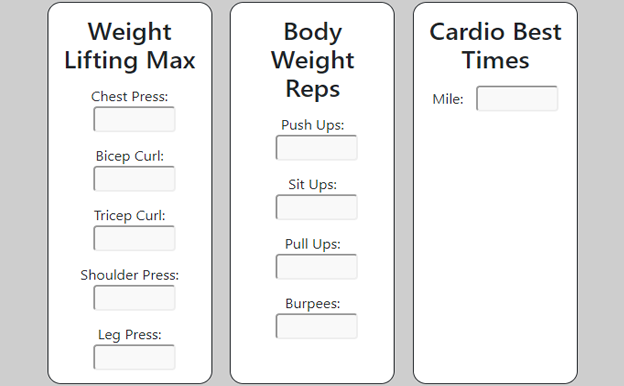 Weight
Lifting Max
Chest Press:
Bicep Curl:
Tricep Curl:
Shoulder Press:
Leg Press:
Body
Weight
Reps
Push Ups:
Sit Ups:
Pull Ups:
Burpees:
Cardio Best
Times
Mile: